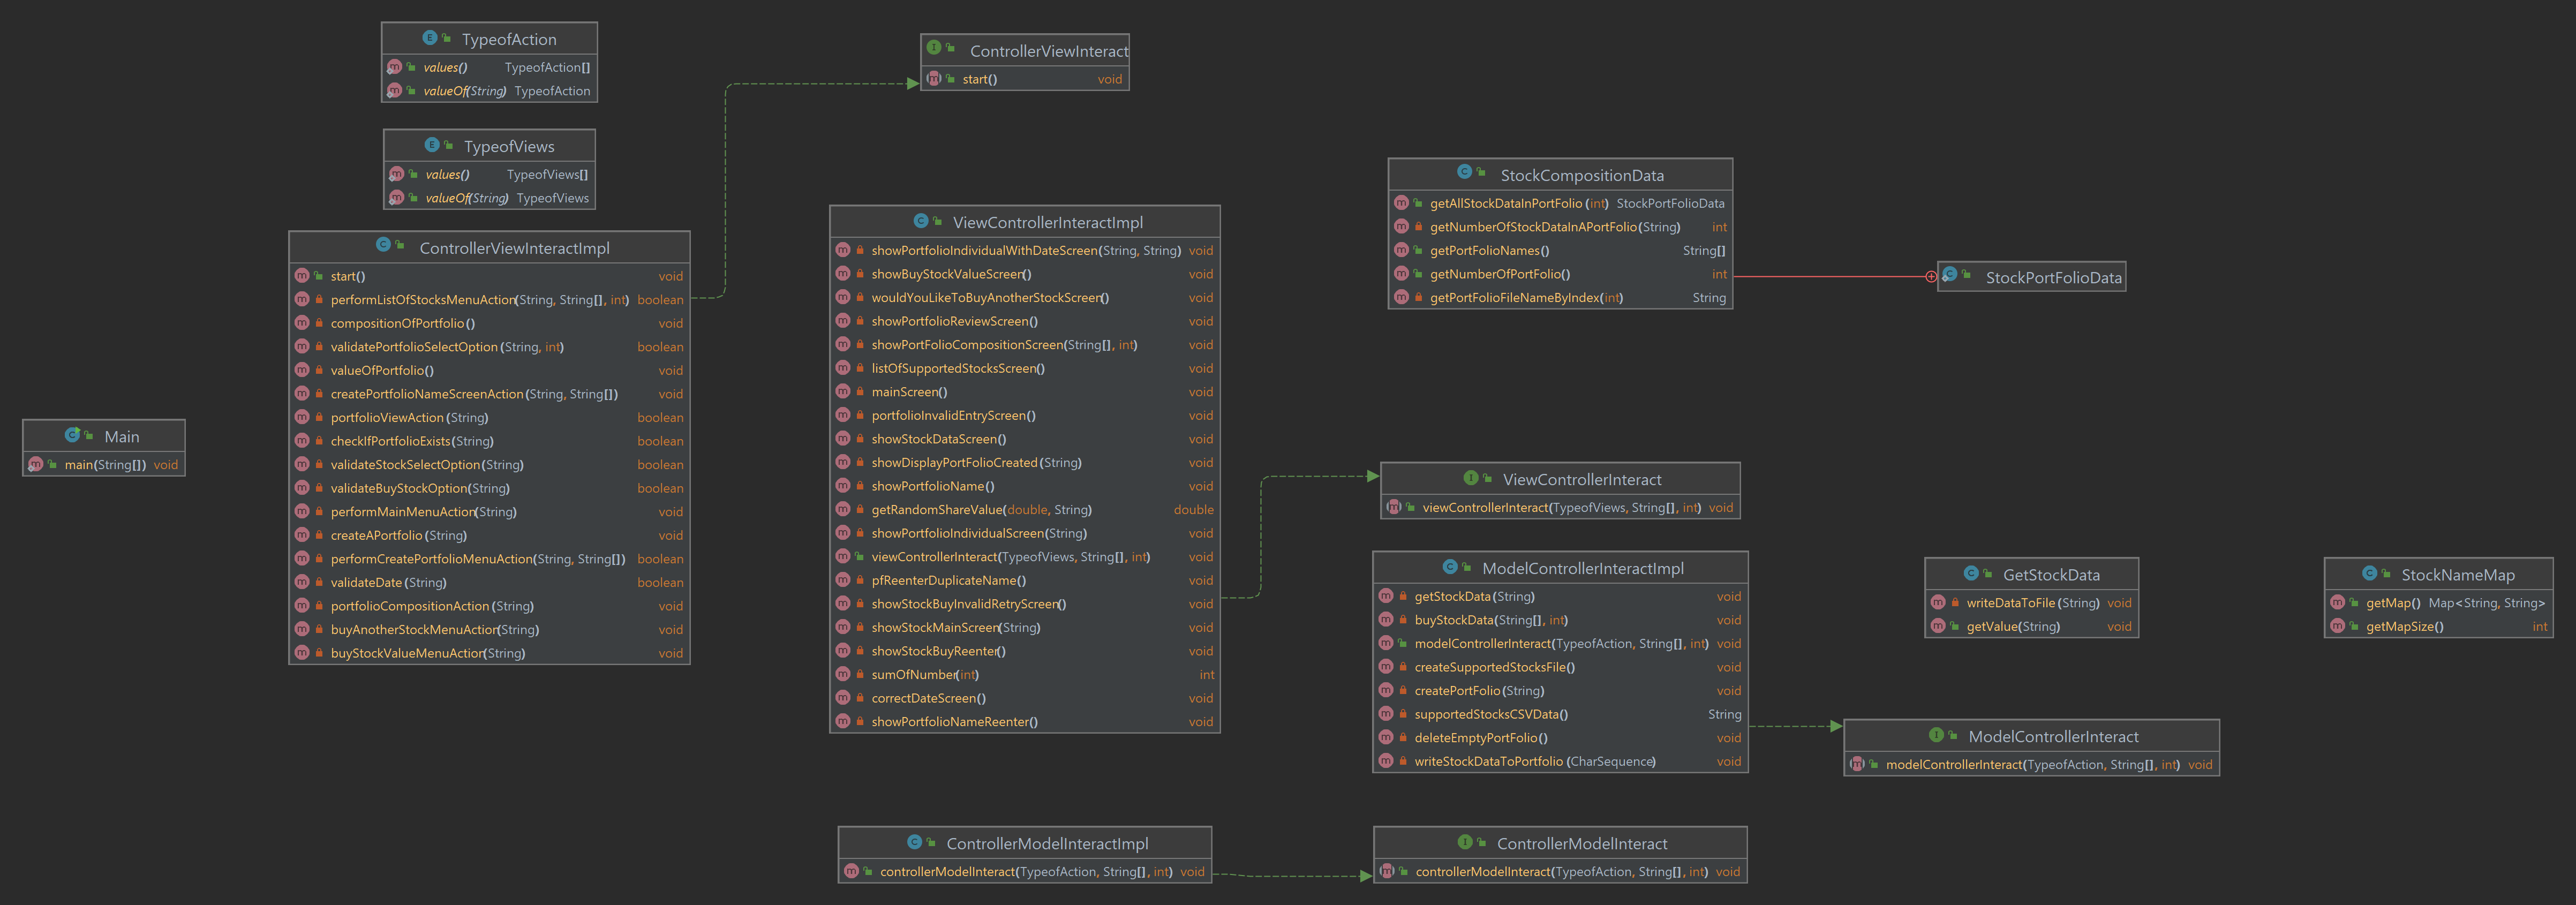 TypeofAction
values() TypeofAction[]
valueOf(String) TypeofAction
TypeofViews
values() TypeofViews[]
valueOf(String) TypeofViews
ControllerViewInteract
start() void
Main
main(String[]) void
ControllerViewInteractImpl
start() void
performListOfStocksMenuAction(String, String[], int) boolean
compositionOfPortfolio() void
validatePortfolioSelectOption(String, int) boolean
valueOfPortfolio() void
createPortfolioNameScreenAction(String, String[]) void
portfolioViewAction(String) boolean
checkIfPortfolioExists(String) boolean
validateStockSelectOption(String) boolean
validateBuyStockOption(String) boolean
performMainMenuAction(String) void
createAPortfolio(String) void
performCreatePortfolioMenuAction(String, String[]) boolean
validateDate(String) boolean
portfolioCompositionAction(String) void
buyAnotherStockMenuAction(String) void
buyStockValueMenuAction(String) void
ViewControllerInteractImpl
showPortfolioIndividualWithDateScreen(String, String) void
showBuyStockValueScreen() void
wouldYouLikeToBuyAnotherStockScreen() void
showPortfolioReviewScreen() void
showPortFolioCompositionScreen(String[], int) void
listOfSupportedStocksScreen() void
mainScreen() void
portfolioInvalidEntryScreen() void
showStockDataScreen() void
showDisplayPortFolioCreated(String) void
showPortfolioName() void
getRandomShareValue(double, String) double
showPortfolioIndividualScreen(String) void
viewControllerInteract(TypeofViews, String[], int) void
pfReenterDuplicateName() void
showStockBuyInvalidRetryScreen() void
showStockMainScreen(String) void
showStockBuyReenter() void
sumOfNumber(int) int
correctDateScreen() void
showPortfolioNameReenter() void
StockCompositionData
getAllStockDataInPortFolio(int) StockPortFolioData
getNumberOfStockDataInAPortFolio(String) int
getPortFolioNames() String[]
getNumberOfPortFolio() int
getPortFolioFileNameByIndex(int) String
StockPortFolioData
ViewControllerInteract
viewControllerInteract(TypeofViews, String[], int) void
ModelControllerInteractImpl
getStockData(String) void
buyStockData(String[], int) void
modelControllerInteract(TypeofAction, String[], int) void
createSupportedStocksFile() void
createPortFolio(String) void
supportedStocksCSVData() String
deleteEmptyPortFolio() void
writeStockDataToPortfolio(CharSequence) void
GetStockData
writeDataToFile(String) void
getValue(String) void
StockNameMap
getMap() Map<String, String>
getMapSize() int
ModelControllerInteract
modelControllerInteract(TypeofAction, String[], int) void
ControllerModelInteractImpl
controllerModelInteract(TypeofAction, String[], int) void
ControllerModelInteract
controllerModelInteract(TypeofAction, String[], int) void